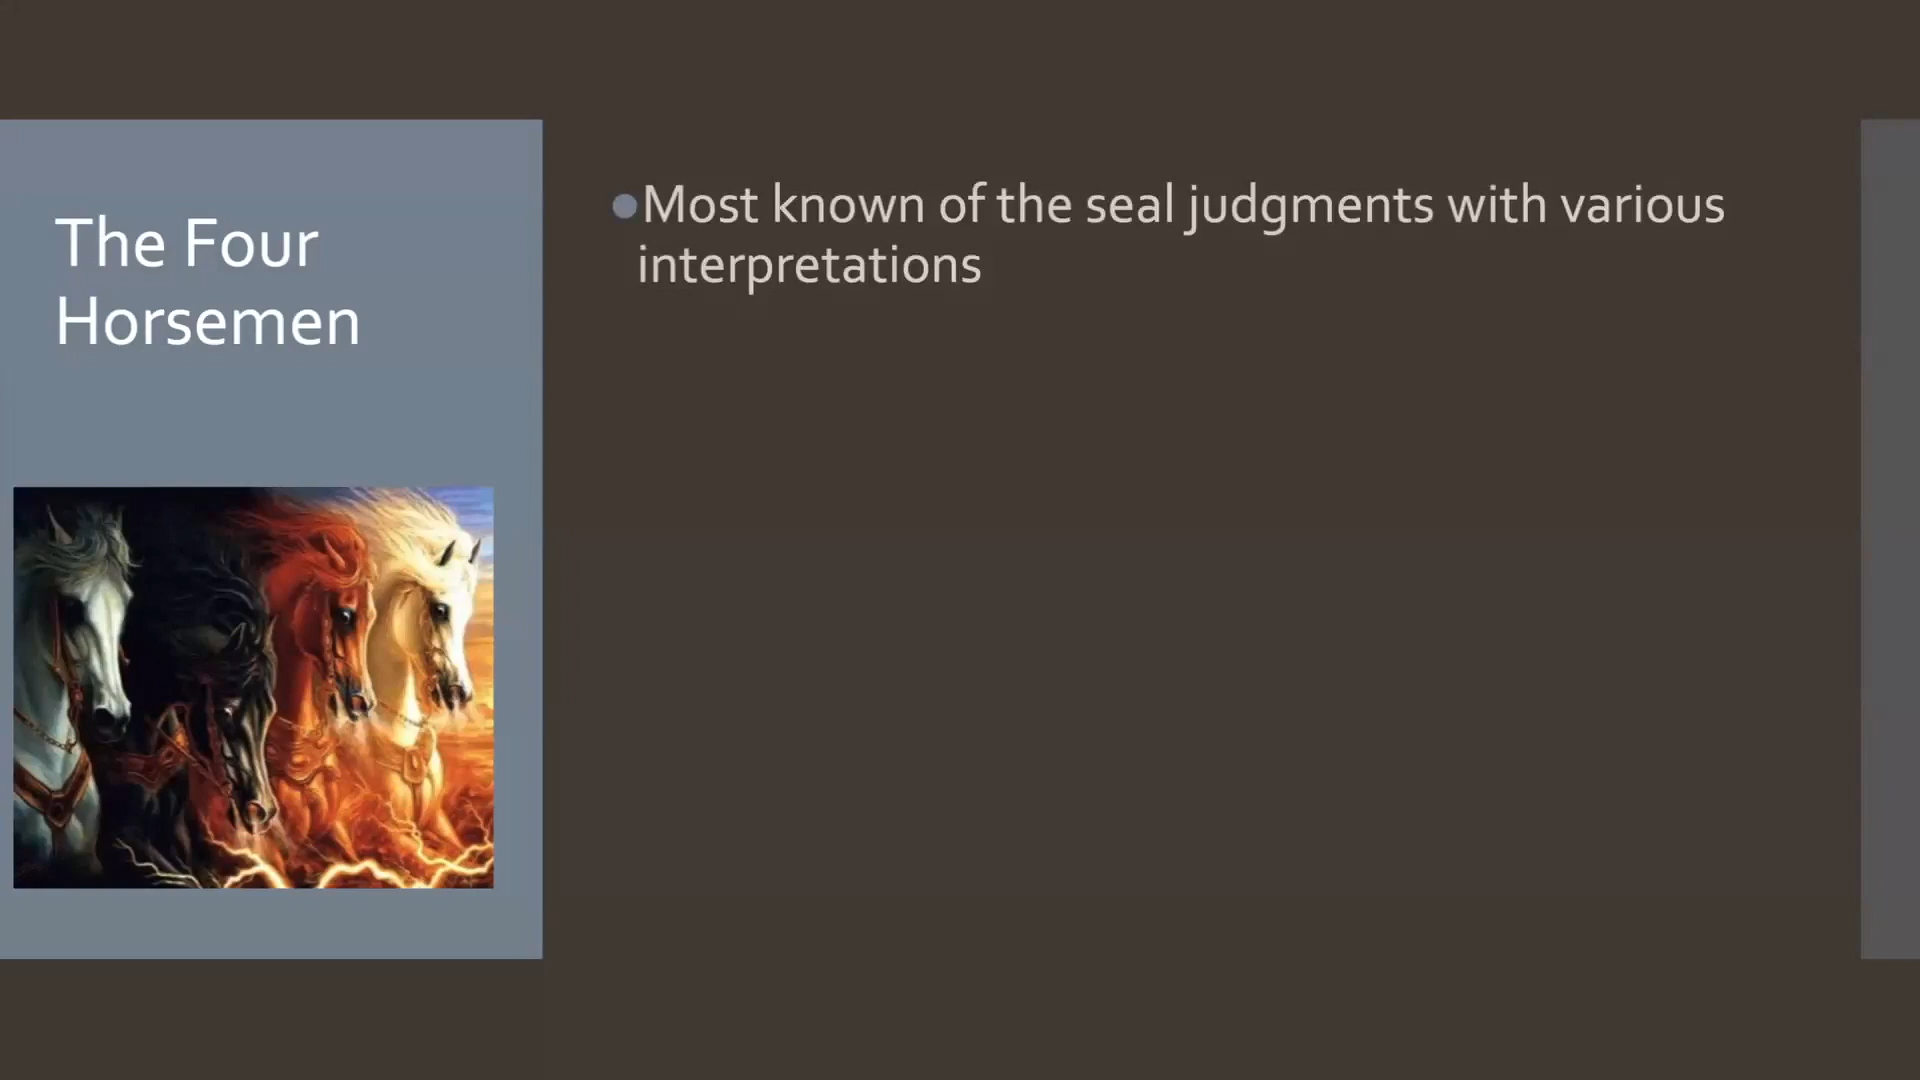 The Four
Horsemen
Most known of the seal judgments with various
interpretations